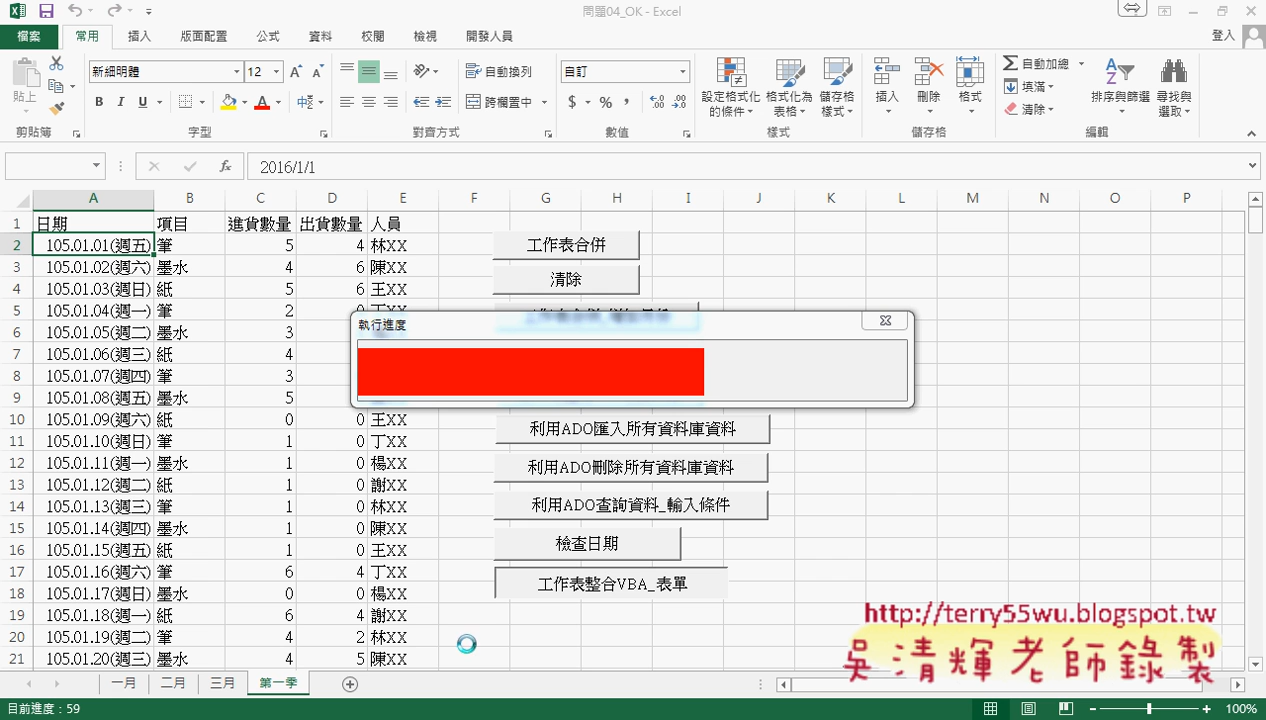 問題04_OK - Excel
檔案 常用 插入 版面配置 公式 資料 校閱 檢視 開發人員 登入
新細明體 12 自動換列 自訂 自動加總
貼上 B I U 跨欄置中 $ % , 設定格式化的條件 格式化為表格 儲存格樣式 插入 刪除 格式 填滿 清除 排序與篩選 尋找與選取
剪貼簿 字型 對齊方式 數值 樣式 儲存格 編輯
fx 2016/1/1
A B C D E F G H I J K L M N O P
1 日期 項目 進貨數量 出貨數量 人員
2 105.01.01(週五) 筆 5 4 林XX 工作表合併
3 105.01.02(週六) 墨水 4 6 陳XX 清除
4 105.01.03(週日) 紙 5 6 王XX
5 105.01.04(週一) 筆 2
6 105.01.05(週二) 墨水 3
執行進度
7 105.01.06(週三) 紙 4
8 105.01.07(週四) 筆 3
9 105.01.08(週五) 墨水 5
10 105.01.09(週六) 紙 0 0 王XX
11 105.01.10(週日) 筆 1 0 丁XX 利用ADO匯入所有資料庫資料
12 105.01.11(週一) 墨水 1 0 楊XX 利用ADO刪除所有資料庫資料
13 105.01.12(週二) 紙 1 0 謝XX
14 105.01.13(週三) 筆 1 0 林XX 利用ADO查詢資料_輸入條件
15 105.01.14(週四) 墨水 1 0 陳XX
16 105.01.15(週五) 紙 1 0 王XX 檢查日期
17 105.01.16(週六) 筆 6 4 丁XX
18 105.01.17(週日) 墨水 0 0 楊XX 工作表整合VBA_表單
19 105.01.18(週一) 紙 6 4 謝XX
20 105.01.19(週二) 筆 4 2 林XX
21 105.01.20(週三) 墨水 4 5 陳XX
http://terry55wu.blogspot.tw
吳清輝老師錄製
一月 二月 三月 第一季
目前進度：59 100%